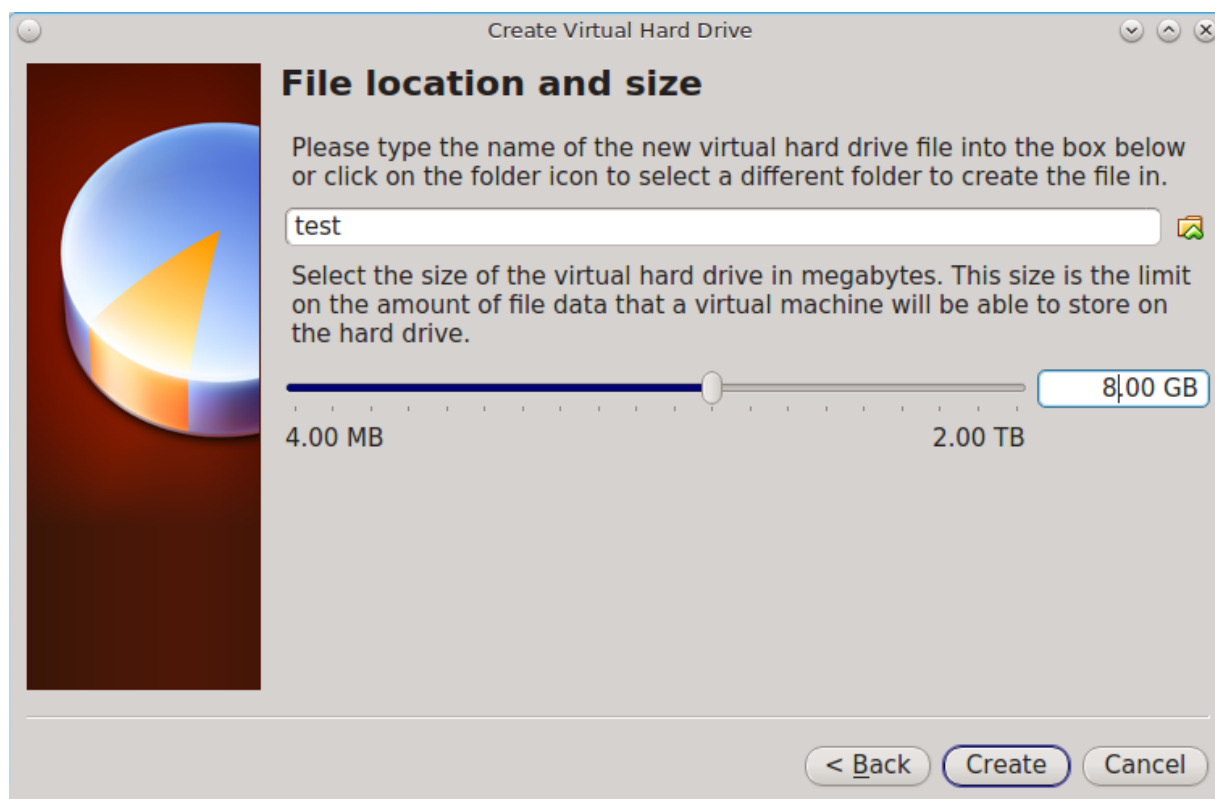 Create Virtual Hard Drive
File location and size
Please type the name of the new virtual hard drive file into the box below
or click on the folder icon to select a different folder to create the file in.
test
Select the size of the virtual hard drive in megabytes. This size is the limit
on the amount of file data that a virtual machine will be able to store on
the hard drive.
8.00 GB
4.00 MB 2.00 TB
< Back Create Cancel